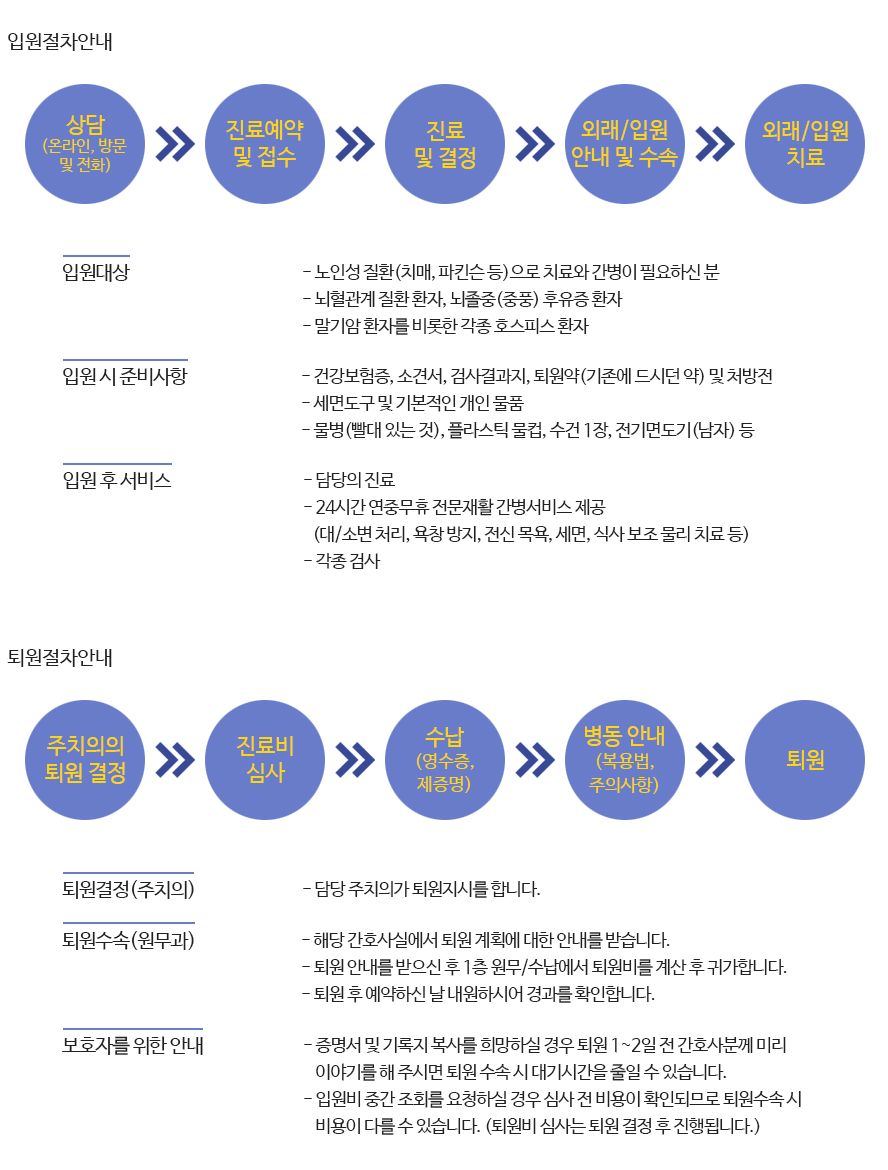 입원절차안내
상담
(온라인, 방문
및 전화)
진료예약
및 접수
진료
및 결정
외래/입원
안내 및 수속
외래/입원
치료
입원대상
- 노인성 질환(치매, 파킨슨 등)으로 치료와 간병이 필요하신 분
- 뇌혈관계 질환 환자, 뇌졸중(중풍) 후유증 환자
- 말기암 환자를 비롯한 각종 호스피스 환자
입원 시 준비사항
- 건강보험증, 소견서, 검사결과지, 퇴원약(기존에 드시던 약) 및 처방전
- 세면도구 및 기본적인 개인 물품
- 물병(빨대 있는 것), 플라스틱 물컵, 수건 1장, 전기면도기(남자) 등
입원 후 서비스
- 담당의 진료
- 24시간 연중무휴 전문재활 간병서비스 제공
(대/소변 처리, 욕창 방지, 전신 목욕, 세면, 식사 보조 물리 치료 등)
- 각종 검사
퇴원절차안내
주치의의
퇴원 결정
진료비
심사
수납
(영수증,
제증명)
병동 안내
(복용법,
주의사항)
퇴원
퇴원결정(주치의)
- 담당 주치의가 퇴원지시를 합니다.
퇴원수속(원무과)
- 해당 간호사실에서 퇴원 계획에 대한 안내를 받습니다.
- 퇴원 안내를 받으신 후 1층 원무/수납에서 퇴원비를 계산 후 귀가합니다.
- 퇴원 후 예약하신 날 내원하시어 경과를 확인합니다.
보호자를 위한 안내
- 증명서 및 기록지 복사를 희망하실 경우 퇴원 1~2일 전 간호사분께 미리
이야기를 해 주시면 퇴원 수속 시 대기시간을 줄일 수 있습니다.
- 입원비 중간 조회를 요청하실 경우 심사 전 비용이 확인되므로 퇴원수속 시
비용이 다를 수 있습니다. (퇴원비 심사는 퇴원 결정 후 진행됩니다.)